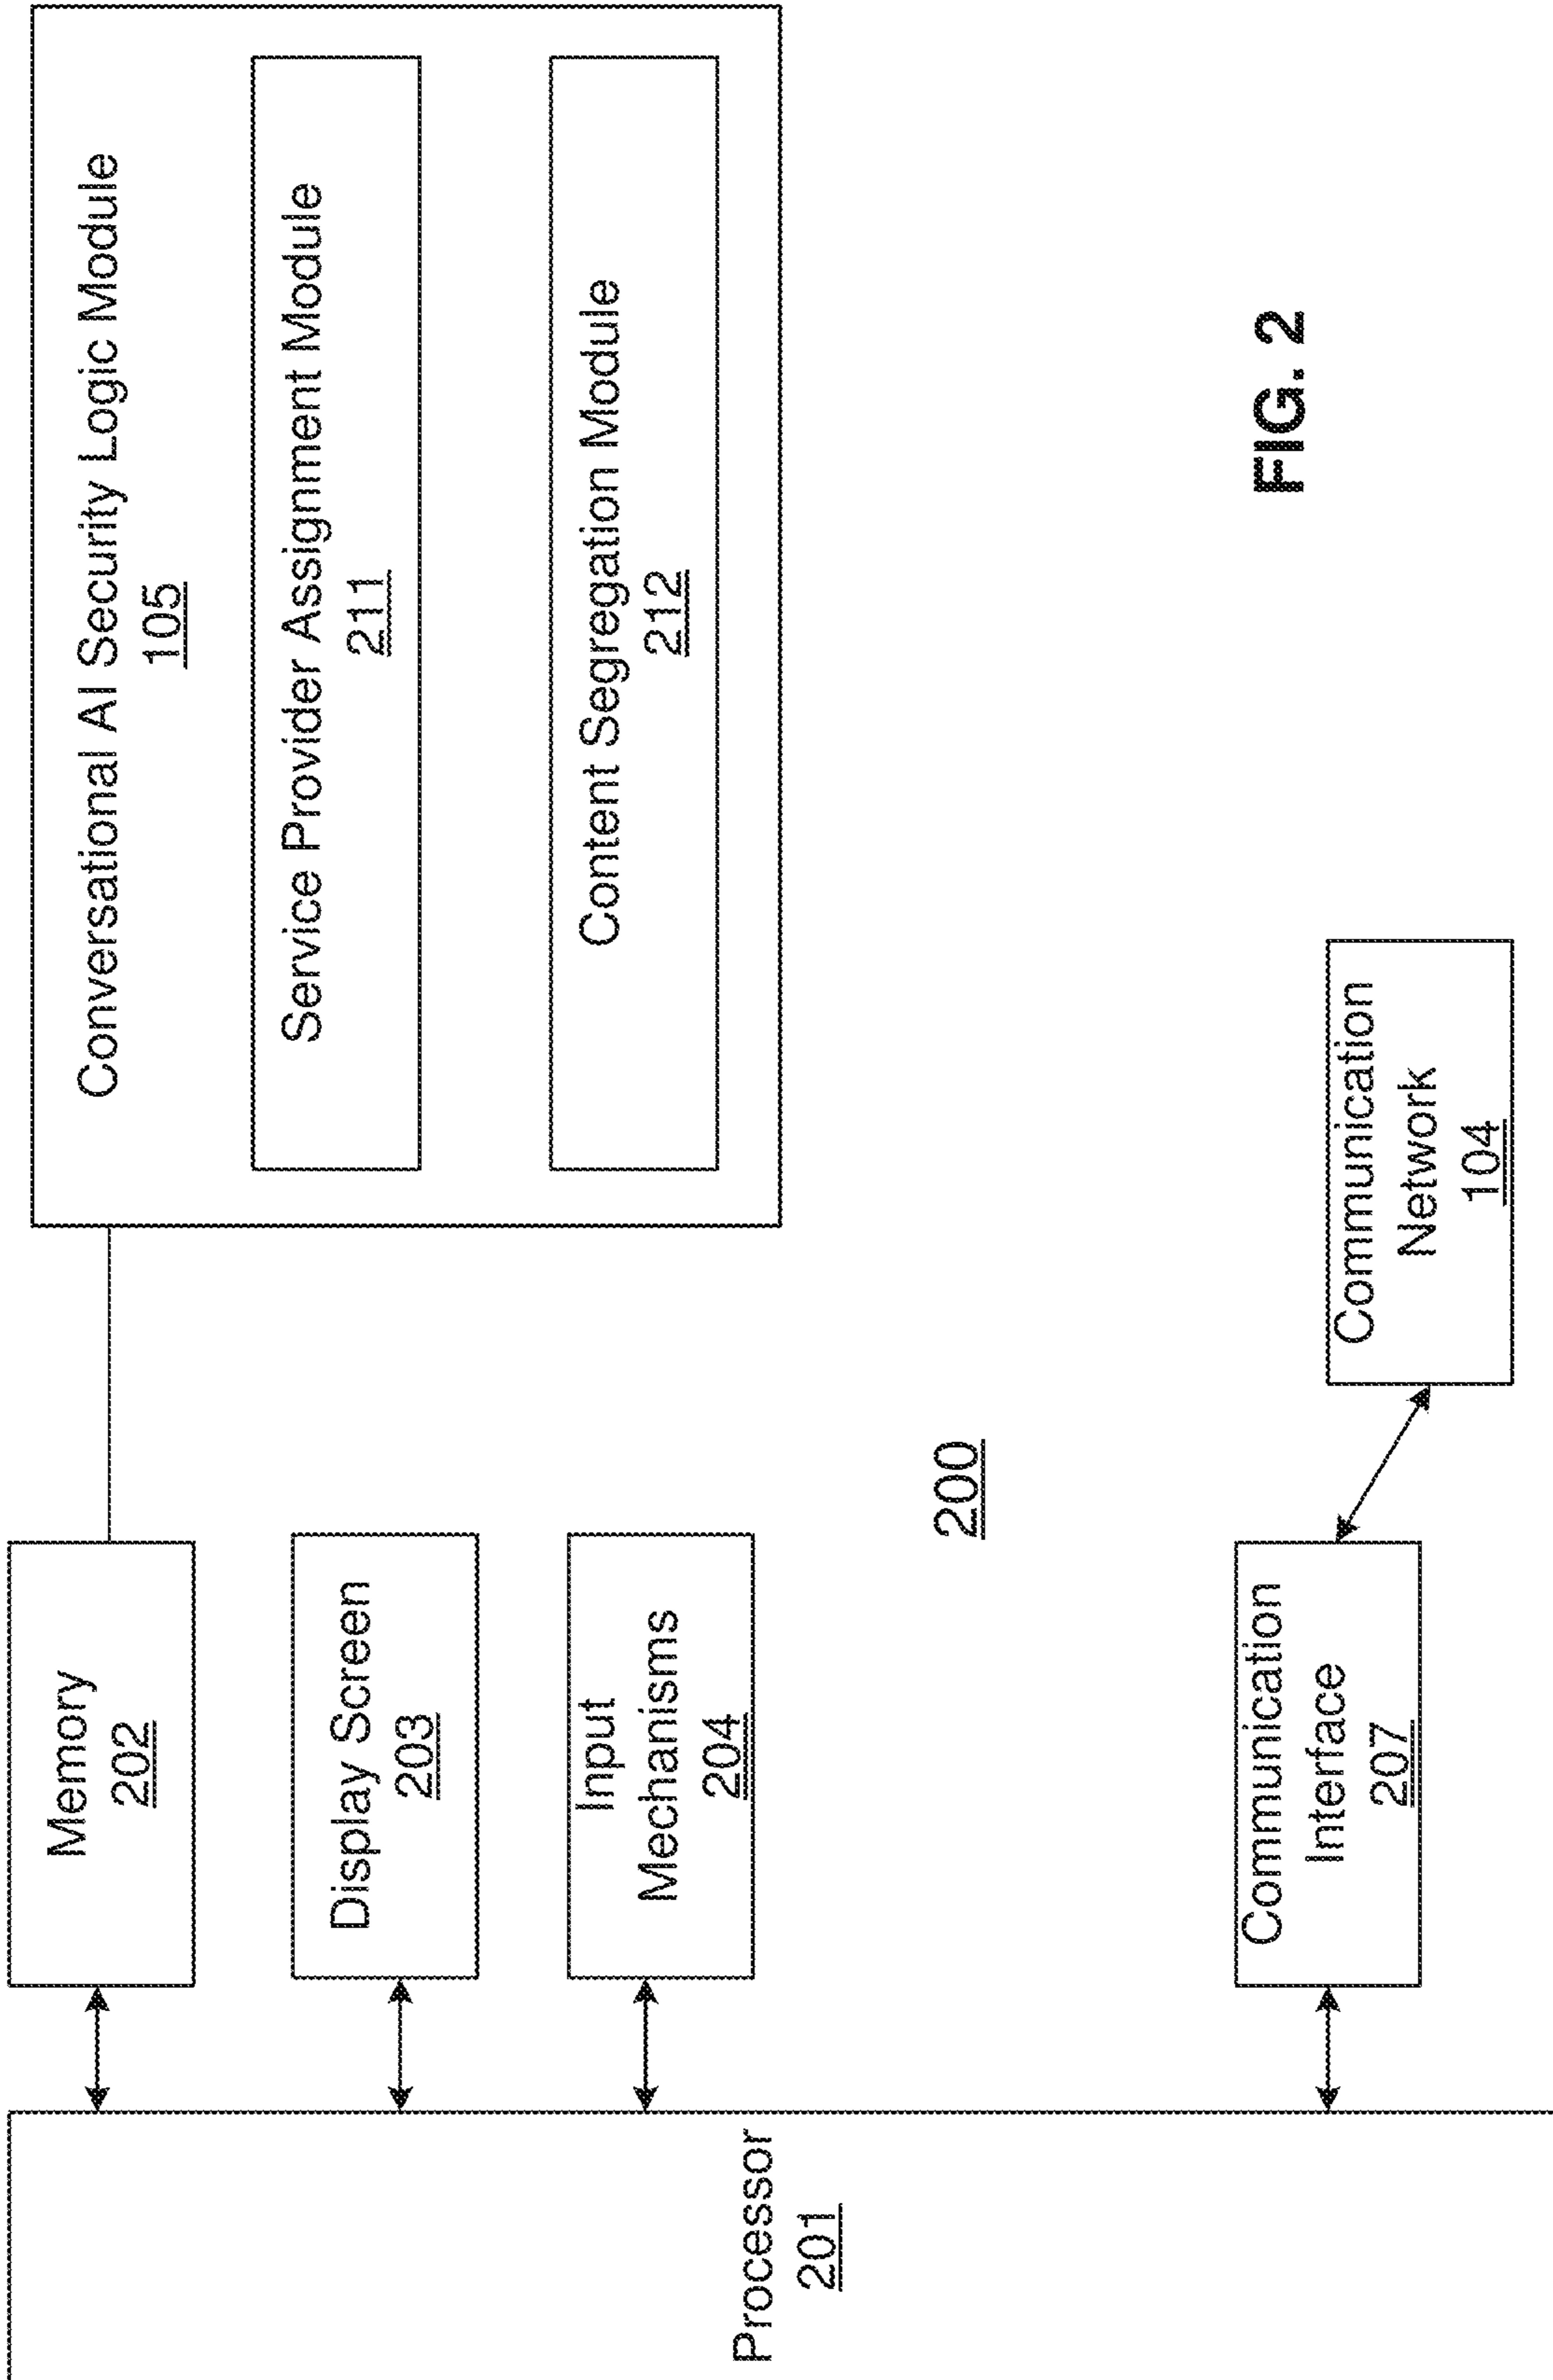 Processor
201
Memory
202
Display Screen
203
Input
Mechanisms
204
Communication
Interface
207
200
Communication
Network
104
Conversational AI Security Logic Module
105
Service Provider Assignment Module
211
Content Segregation Module
212
FIG. 2